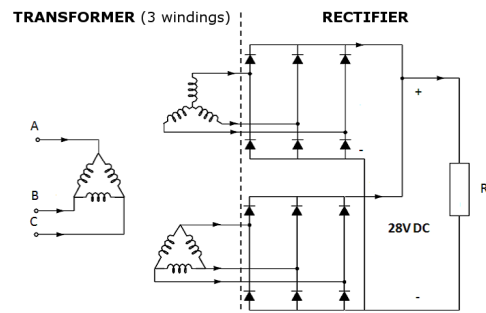 TRANSFORMER (3 windings) RECTIFIER
+
A
-
B
R
C
28V DC
-